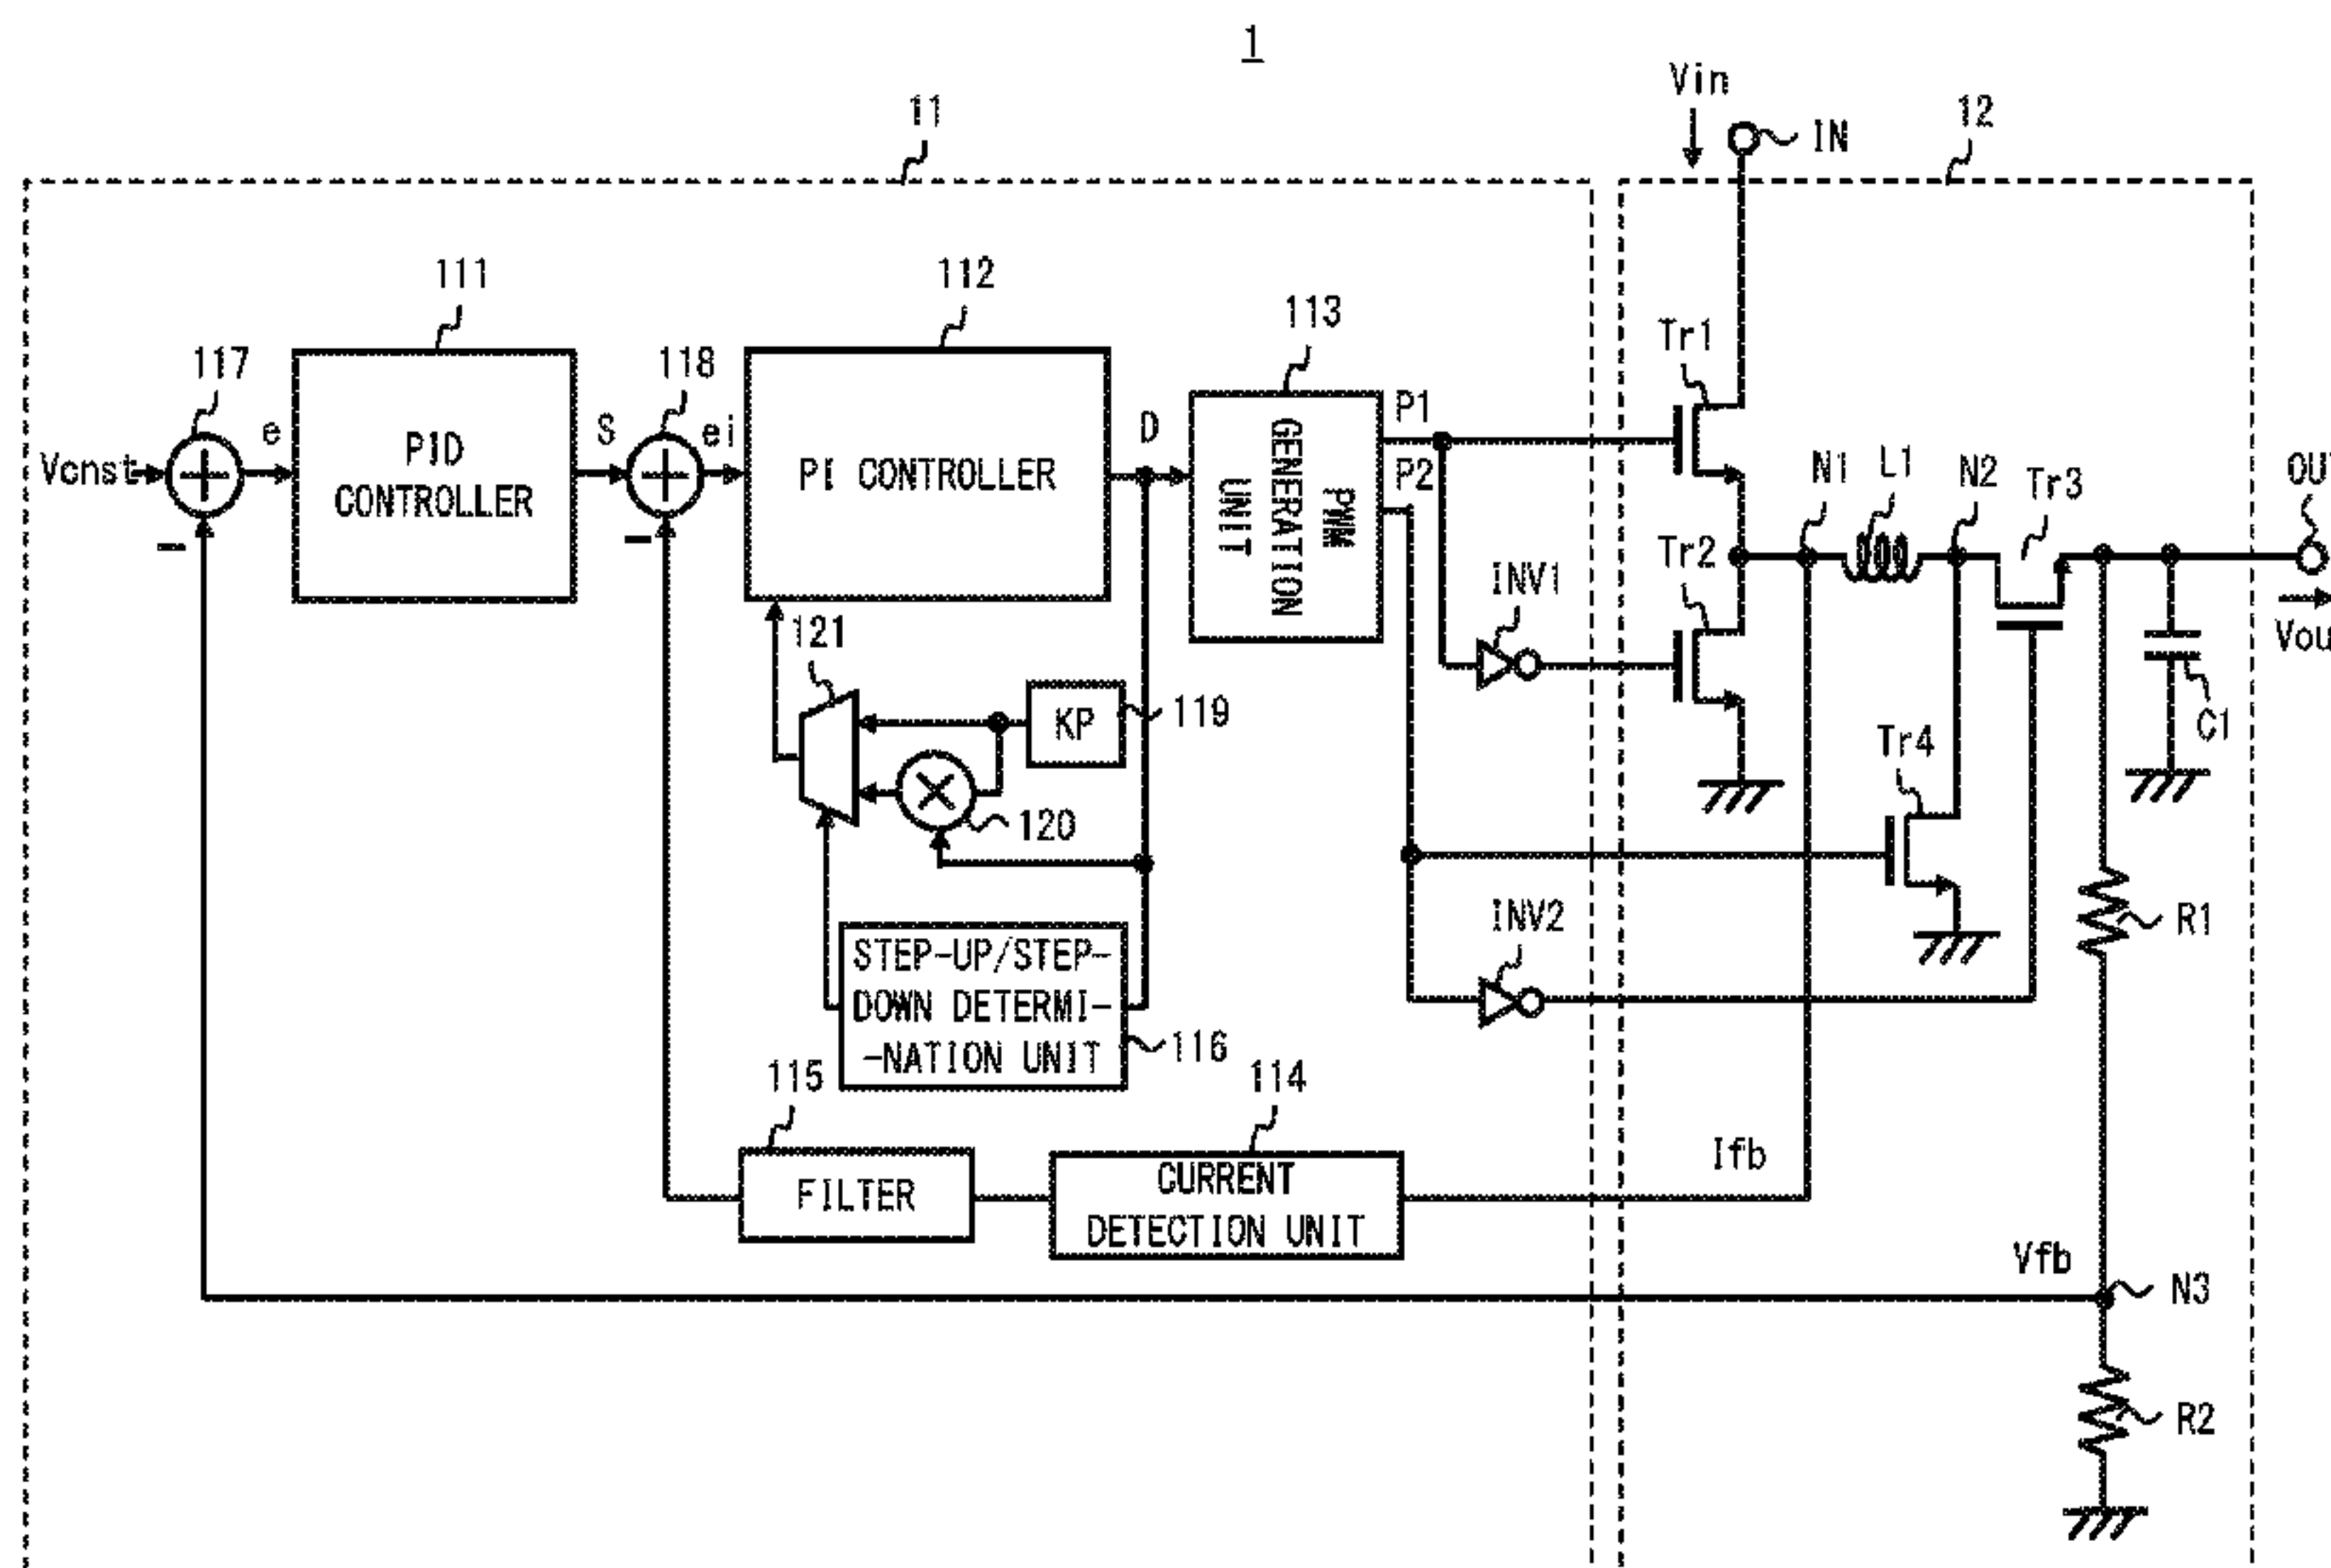 1
Vin
11
IN
12
111
112
113
Tr1
117
118
P1
Vcnst
e
PID
CONTROLLER
S
ei
PI CONTROLLER
D
PWM
GENERATION
UNIT
P2
N1
L1
N2
Tr3
Tr2
INV1
121
KP
119
C1
Tr4
120
INV2
R1
STEP-UP/STEP-
DOWN DETERMI-
-NATION UNIT
116
115
114
Ifb
FILTER
CURRENT
DETECTION UNIT
Vfb
N3
R2